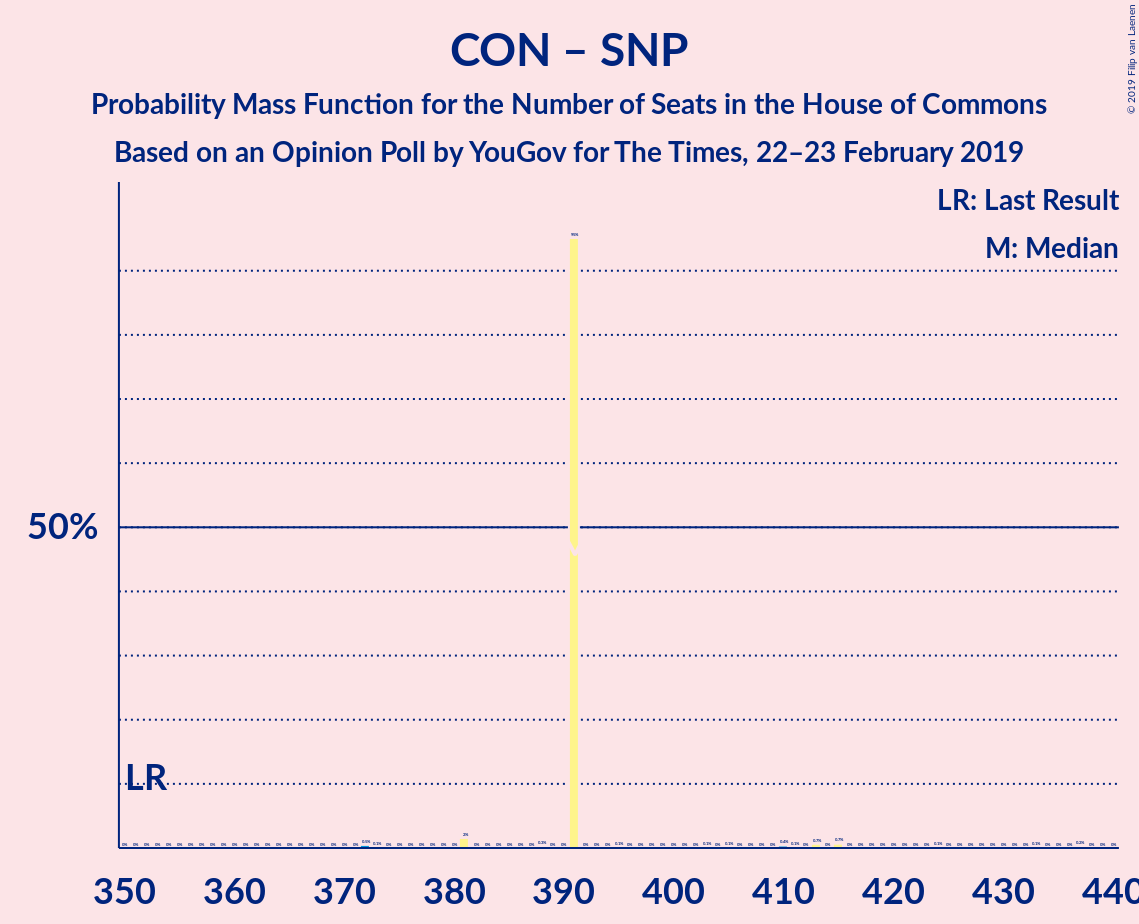 CON – SNP
Probability Mass Function for the Number of Seats in the House of Commons
Based on an Opinion Poll by YouGov for The Times, 22–23 February 2019
© 2019 Filip van Laenen
LR: Last Result
M: Median
95%
50%
LR
350 360 370 380 390 400 410 420 430 440